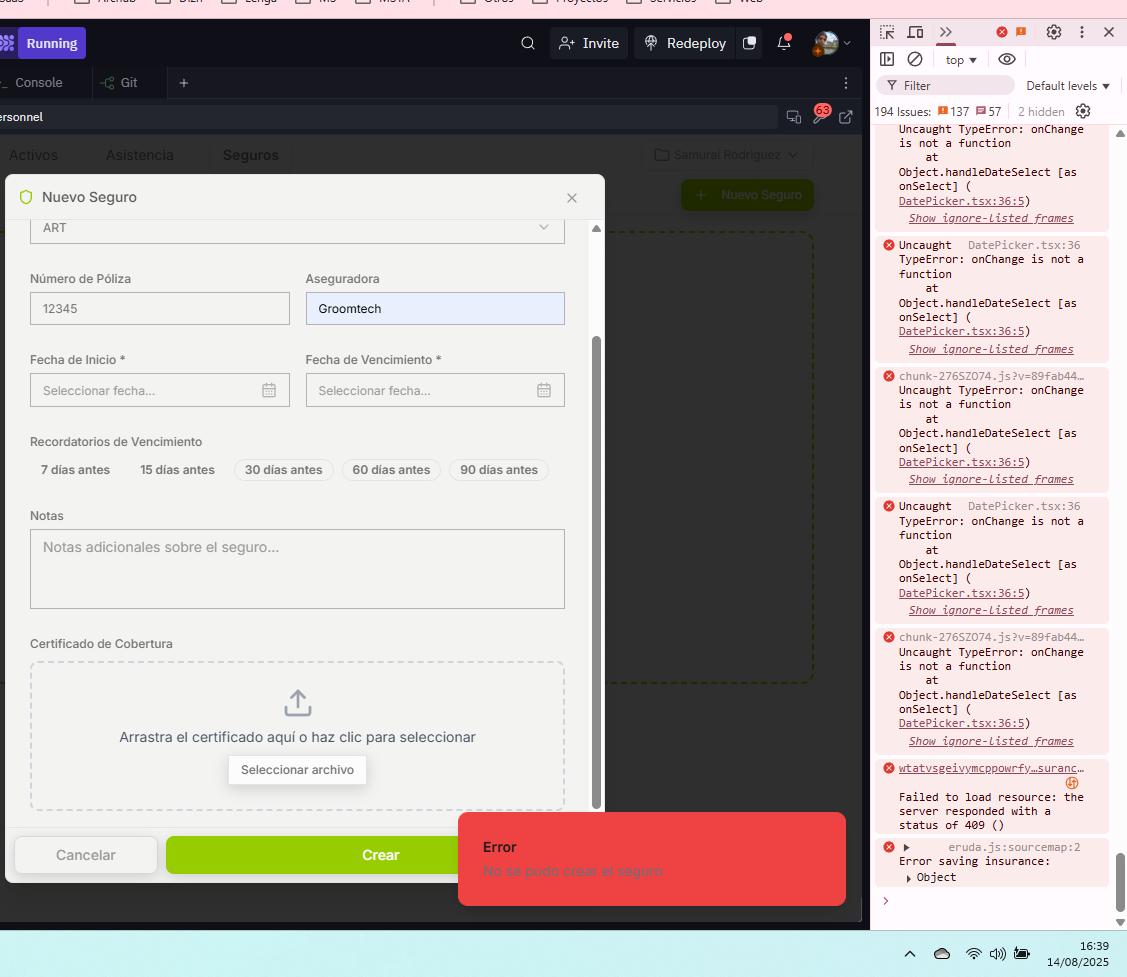 Archub
Dizn
Lenga
Otros
Proyectos
Servicios
Web
Running
Invite
Redeploy
Console
Git
ersonnel
63
Activos
Asistencia
Seguros
Samurai Rodriguez
Nuevo Seguro
Nuevo Seguro
ART
Número de Póliza
Aseguradora
12345
Groomtech
Fecha de Inicio *
Fecha de Vencimiento *
Seleccionar fecha...
Seleccionar fecha...
Recordatorios de Vencimiento
7 días antes
15 días antes
30 días antes
60 días antes
90 días antes
Notas
Notas adicionales sobre el seguro...
Certificado de Cobertura
Arrastra el certificado aquí o haz clic para seleccionar
Seleccionar archivo
Cancelar
Crear
Error
No se pudo crear el seguro
top
Filter
Default levels
194 Issues: 137 57
2 hidden
Uncaught TypeError: onChange
is not a function
at
Object.handleDateSelect [as
onSelect] (
DatePicker.tsx:36:5)
Show ignore-listed frames
Uncaught DatePicker.tsx:36
TypeError: onChange is not a
function
at
Object.handleDateSelect [as
onSelect] (
DatePicker.tsx:36:5)
Show ignore-listed frames
chunk-276SZO74.js?v=89fab44…
Uncaught TypeError: onChange
is not a function
at
Object.handleDateSelect [as
onSelect] (
DatePicker.tsx:36:5)
Show ignore-listed frames
Uncaught DatePicker.tsx:36
TypeError: onChange is not a
function
at
Object.handleDateSelect [as
onSelect] (
DatePicker.tsx:36:5)
Show ignore-listed frames
chunk-276SZO74.js?v=89fab44…
Uncaught TypeError: onChange
is not a function
at
Object.handleDateSelect [as
onSelect] (
DatePicker.tsx:36:5)
Show ignore-listed frames
wtatvsgeivymcppowrfy…suranc…
Failed to load resource: the
server responded with a
status of 409 ()
eruda.js:sourcemap:2
Error saving insurance:
Object
16:39
14/08/2025